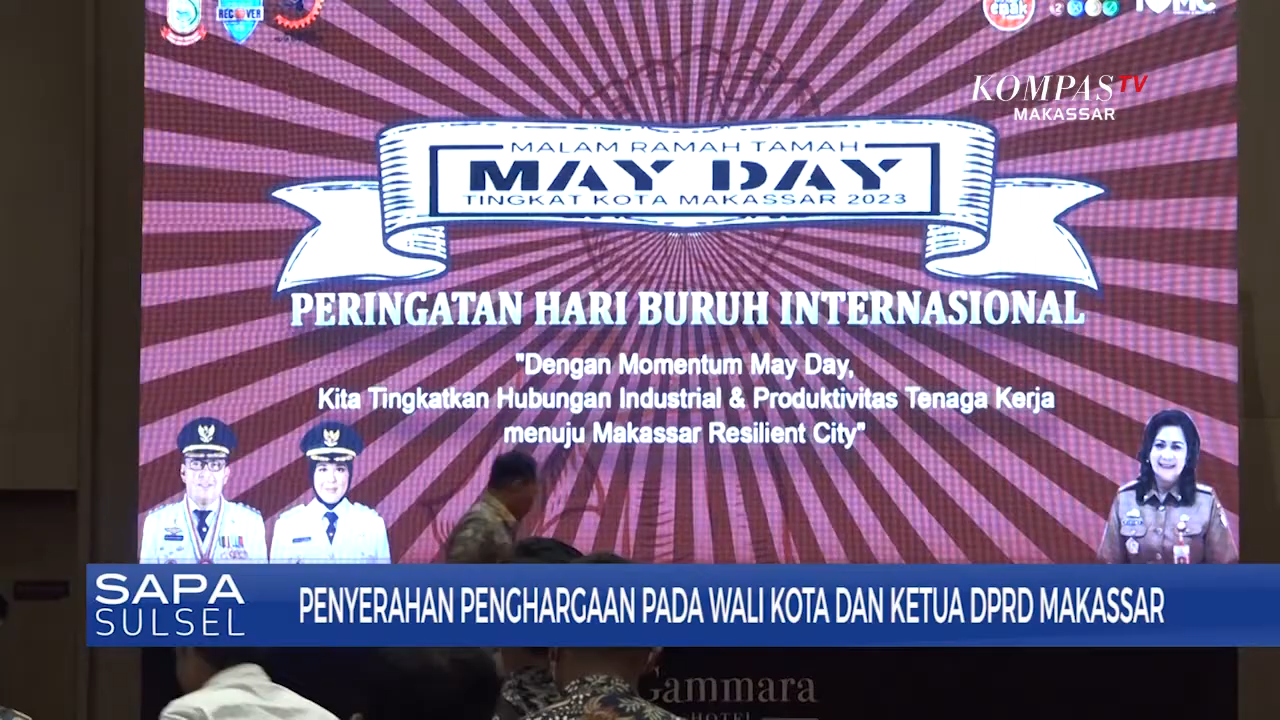 RECOVER
KOMPAS TV
MAKASSAR
MALAM RAMAH TAMAH
MAY DAY
TINGKAT KOTA MAKASSAR 2023
PERINGATAN HARI BURUH INTERNASIONAL
"Dengan Momentum May Day,
Kita Tingkatkan Hubungan Industrial & Produktivitas Tenaga Kerja
menuju Makassar Resilient City"
SAPA
SULSEL
PENYERAHAN PENGHARGAAN PADA WALI KOTA DAN KETUA DPRD MAKASSAR
Gammara
HOTEL